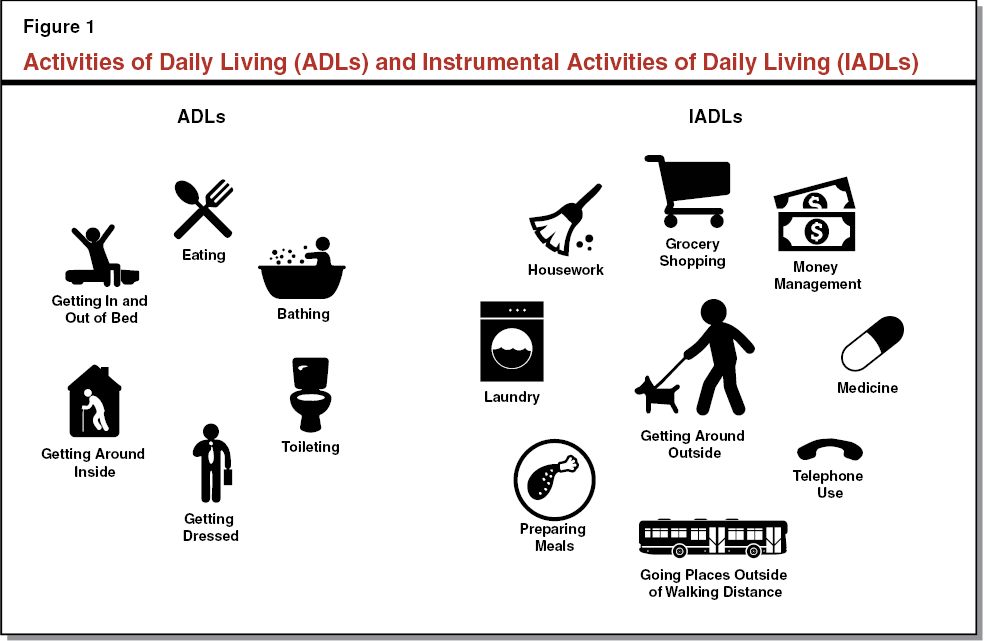 Figure 1
Activities of Daily Living (ADLs) and Instrumental Activities of Daily Living (IADLs)
ADLs
Eating
Getting In and
Out of Bed
Bathing
Getting Around
Inside
Toileting
Getting
Dressed
IADLs
Housework
Grocery
Shopping
Money
Management
Laundry
Getting Around
Outside
Medicine
Preparing
Meals
Telephone
Use
Going Places Outside
of Walking Distance